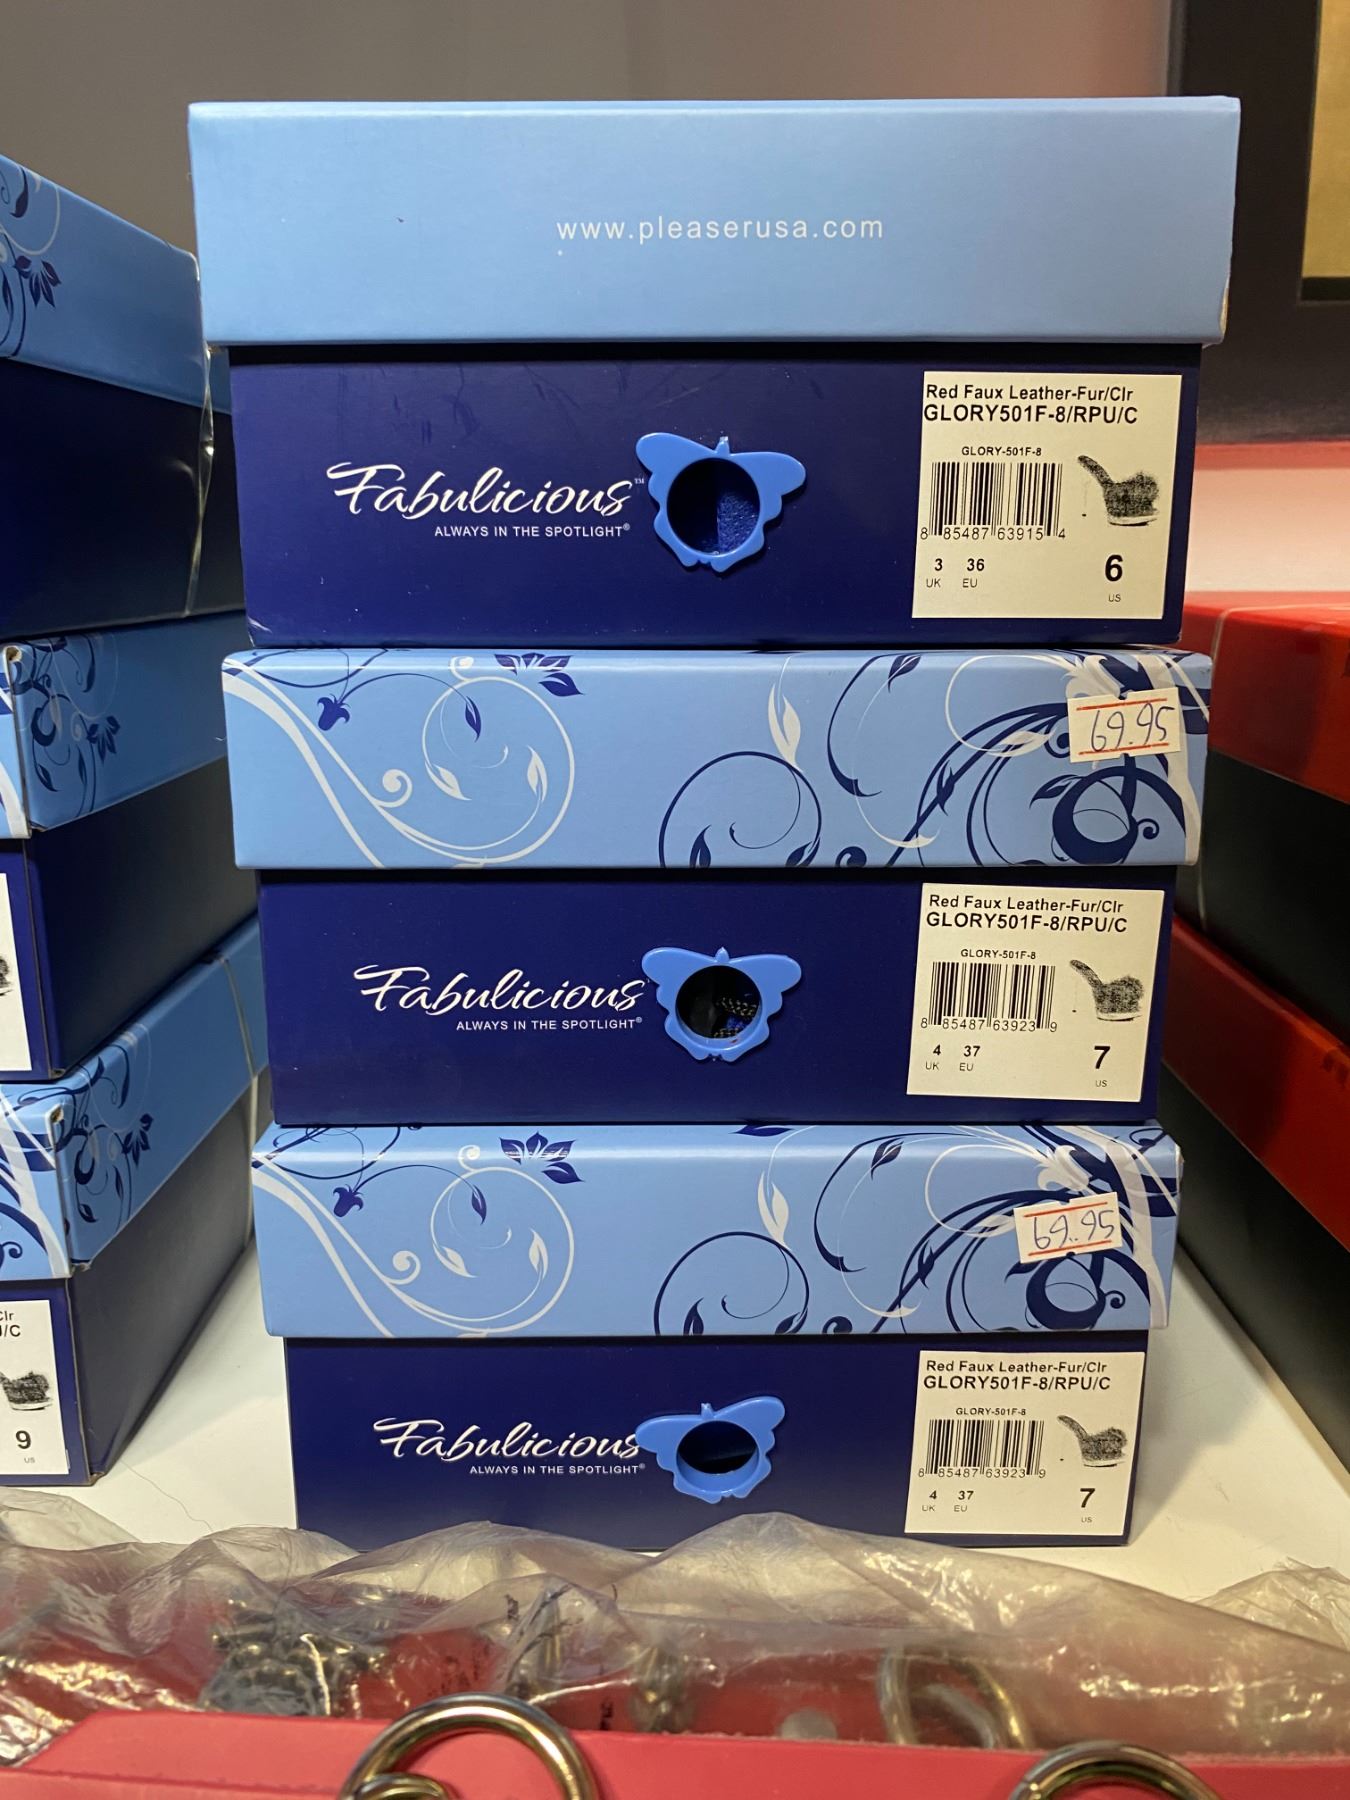 www.pleaserusa.com
Fabulicious™
ALWAYS IN THE SPOTLIGHT®
Red Faux Leather-Fur/Clr
GLORY501F-8/RPU/C
GLORY-501F-8
8 85487 63915 4
3 36 6
UK EU US
69.95
Fabulicious
ALWAYS IN THE SPOTLIGHT®
Red Faux Leather-Fur/Clr
GLORY501F-8/RPU/C
GLORY-501F-8
8 85487 63923 9
4 37 7
UK EU US
69.95
Fabulicious
ALWAYS IN THE SPOTLIGHT®
Red Faux Leather-Fur/Clr
GLORY501F-8/RPU/C
GLORY-501F-8
8 85487 63923 9
4 37 7
UK EU US
Clr
/C
9
US